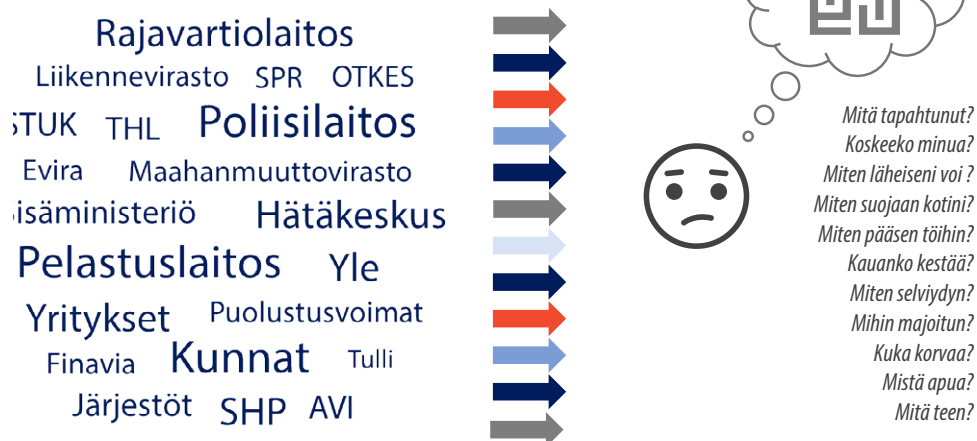 Rajavartiolaitos
Liikennevirasto SPR OTKES
STUK THL Poliisilaitos
Evira Maahanmuuttovirasto
isäministeriö Hätäkeskus
Pelastuslaitos Yle
Yritykset Puolustusvoimat
Finavia Kunnat Tulli
Järjestöt SHP AVI
Mitä tapahtunut?
Koskeeko minua?
Miten läheiseni voi ?
Miten suojaan kotini?
Miten pääsen töihin?
Kauanko kestää?
Miten selviydyn?
Mihin majoitun?
Kuka korvaa?
Mistä apua?
Mitä teen?